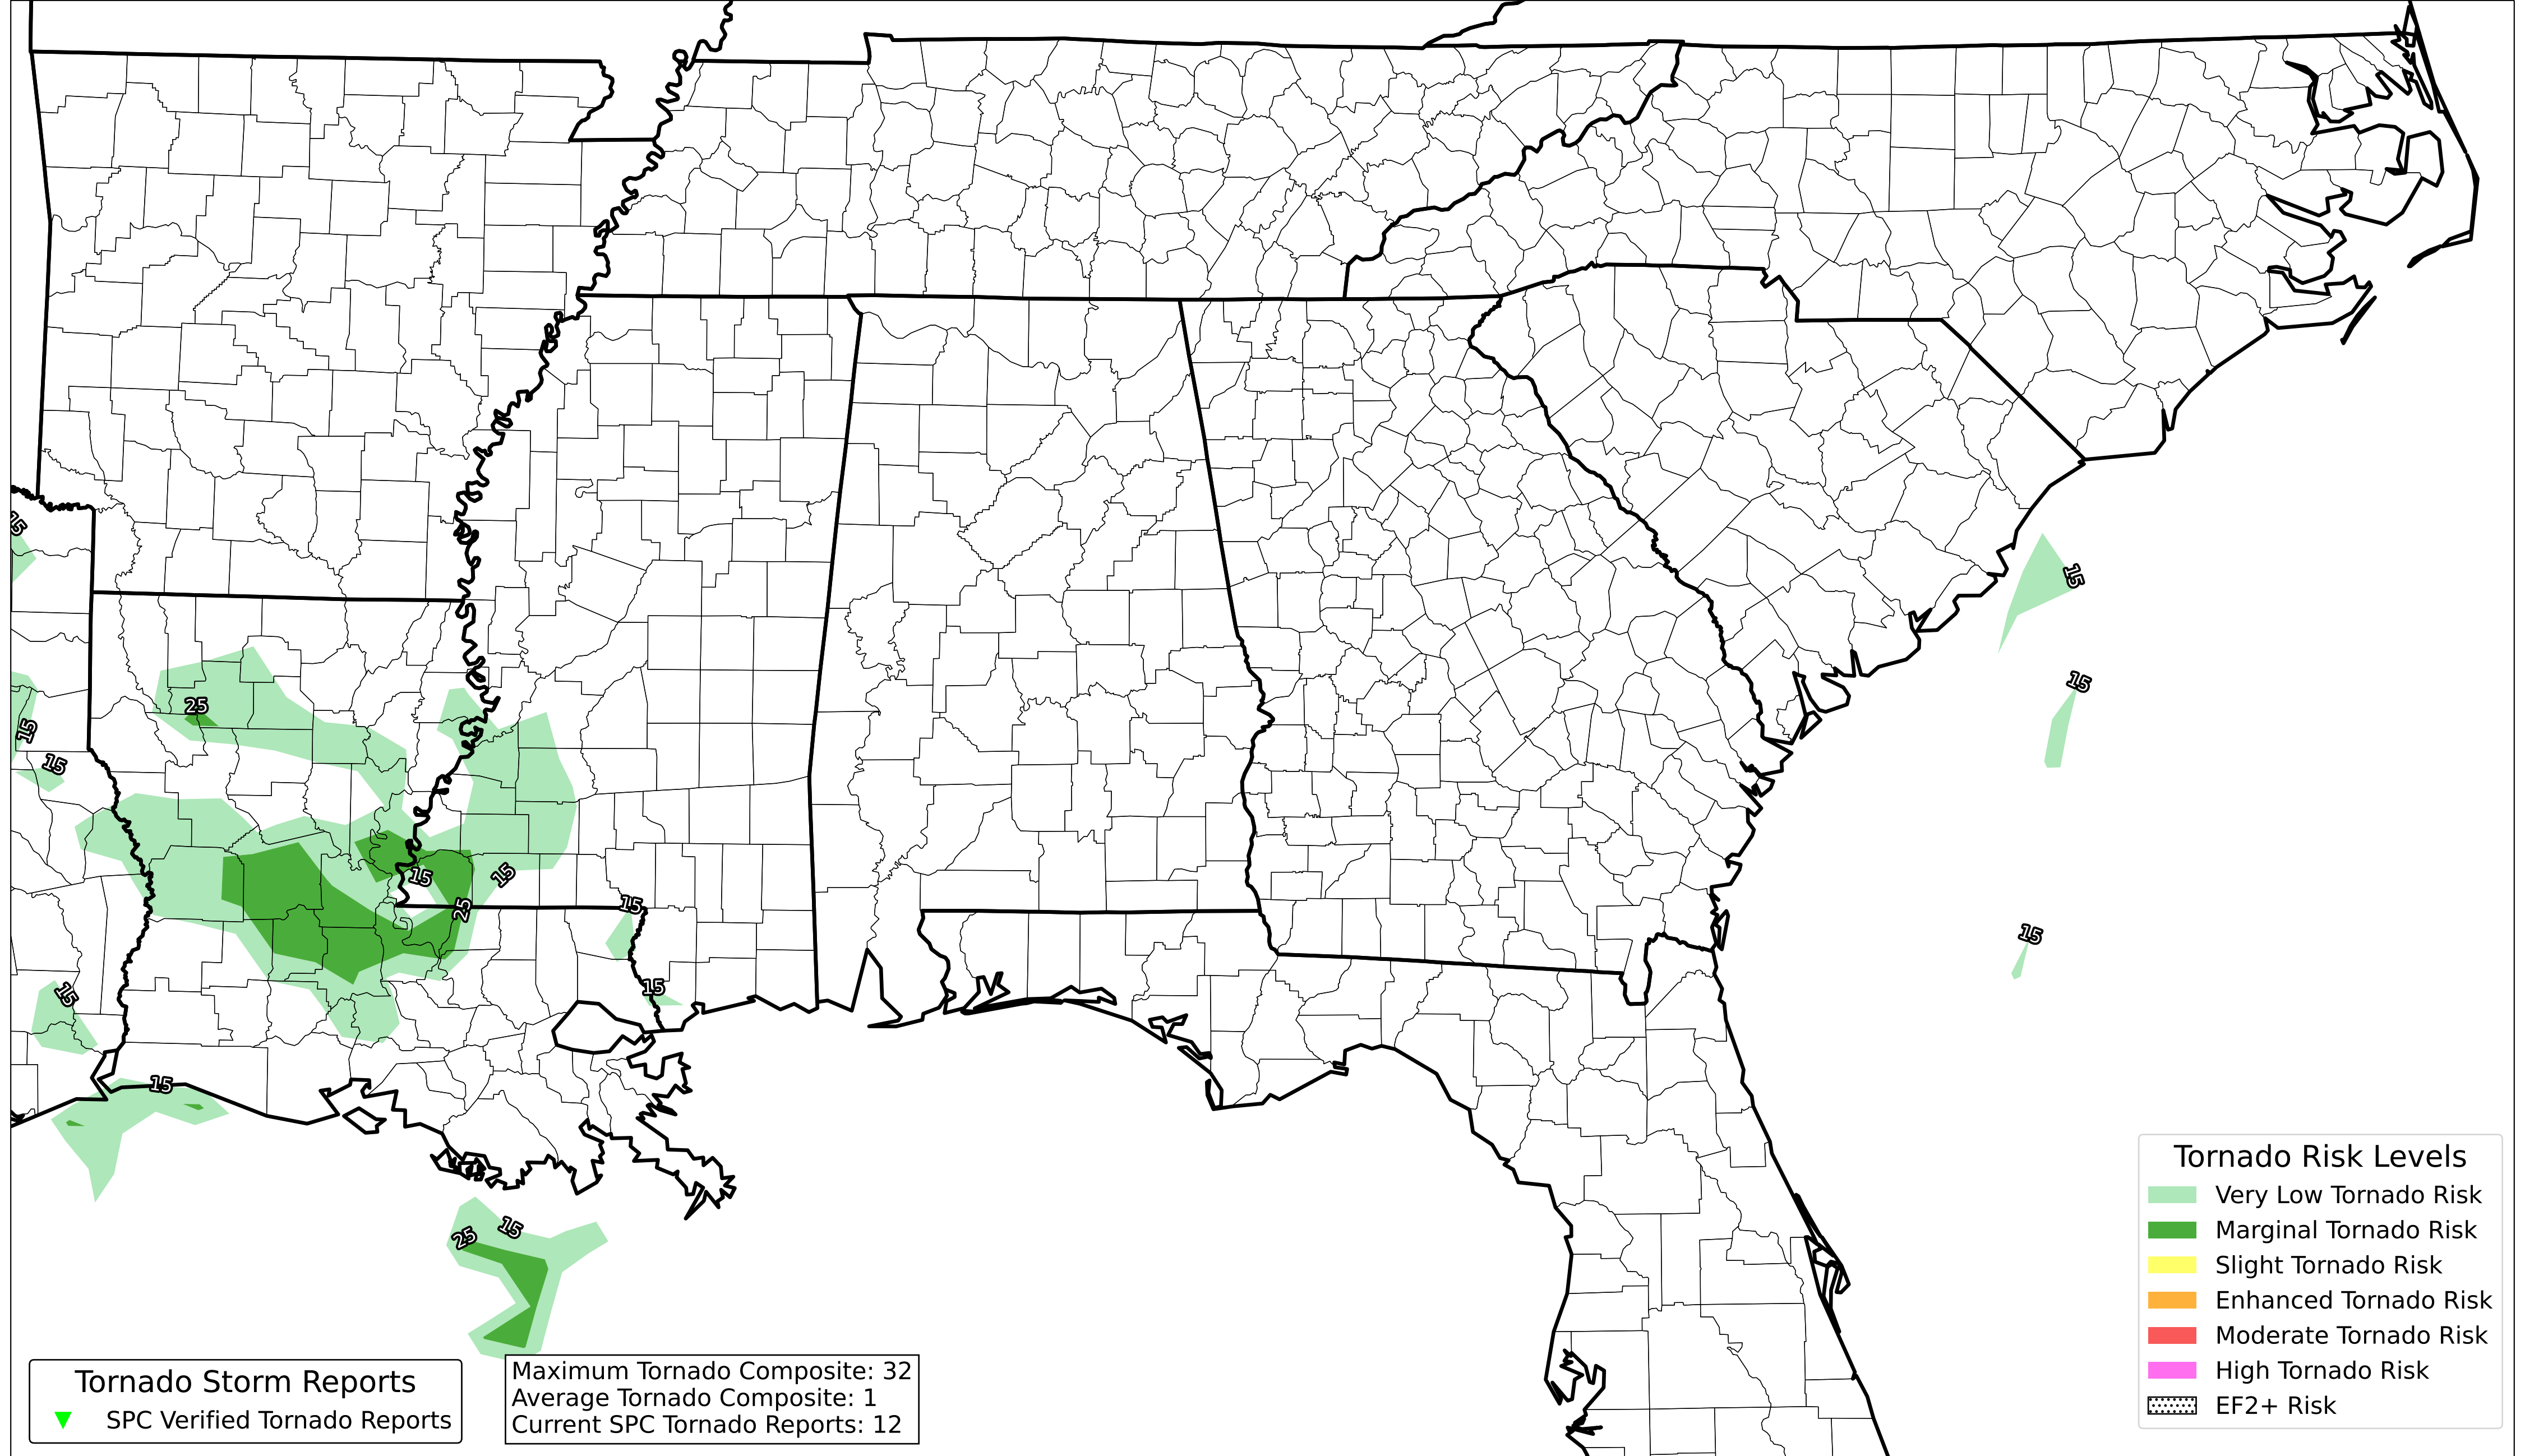 15
15
25
15
15
15
15
15
25
15
15
15
15
15
15
25
15
Tornado Risk Levels
Very Low Tornado Risk
Marginal Tornado Risk
Slight Tornado Risk
Enhanced Tornado Risk
Moderate Tornado Risk
High Tornado Risk
EF2+ Risk
Tornado Storm Reports
SPC Verified Tornado Reports
Maximum Tornado Composite: 32
Average Tornado Composite: 1
Current SPC Tornado Reports: 12